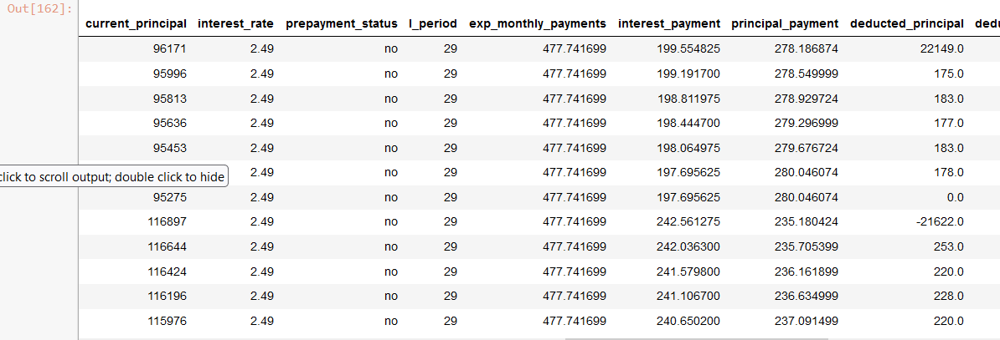 Out[162]:
current_principal interest_rate prepayment_status l_period exp_monthly_payments interest_payment principal_payment deducted_principal
96171 2.49 no 29 477.741699 199.554825 278.186874 22149.0
95996 2.49 no 29 477.741699 199.191700 278.549999 175.0
95813 2.49 no 29 477.741699 198.811975 278.929724 183.0
95636 2.49 no 29 477.741699 198.444700 279.296999 177.0
95453 2.49 no 29 477.741699 198.064975 279.676724 183.0
click to scroll output; double click to hide 2.49 no 29 477.741699 197.695625 280.046074 178.0
95275 2.49 no 29 477.741699 197.695625 280.046074 0.0
116897 2.49 no 29 477.741699 242.561275 235.180424 -21622.0
116644 2.49 no 29 477.741699 242.036300 235.705399 253.0
116424 2.49 no 29 477.741699 241.579800 236.161899 220.0
116196 2.49 no 29 477.741699 241.106700 236.634999 228.0
115976 2.49 no 29 477.741699 240.650200 237.091499 220.0